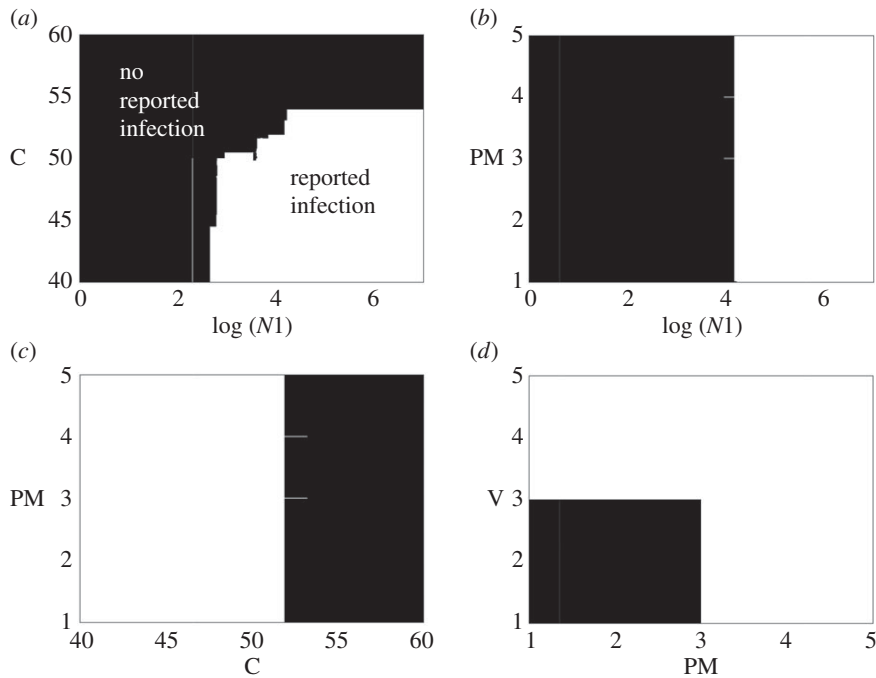 (a)
60
55
C 50
45
40
no
reported
infection
reported
infection
0 2 4 6
log (N1)
(b)
5
4
PM 3
2
1
0 2 4 6
log (N1)
(c)
5
4
PM 3
2
1
40 45 50 55 60
C
(d)
5
4
V 3
2
1
1 2 3 4 5
PM